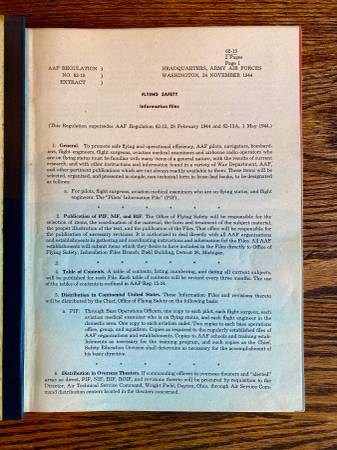 62-15
2 Pages
Page 1
AAF REGULATION ) HEADQUARTERS, ARMY AIR FORCES
NO. 62-15 ) WASHINGTON, 24 NOVEMBER 1944
EXTRACT )
FLYING SAFETY
Information Files
(This Regulation supersedes AAF Regulation 62-15, 28 February 1944 and 62-15A, 1 May 1944.)
1. General. To promote safe flying and operational efficiency, AAF pilots, navigators, bombardi-
ers, flight engineers, flight surgeons, aviation medical examiners and airborne radio operators who
are on flying status must be familiar with many items of a general nature, with the results of current
research, and with other instructions and information found in a variety of War Department, AAF,
and other pertinent publications which are not always readily available to them. These items will be
selected, organized, and presented in simple, non-technical form in loose-leaf books, to be designated
as follows:
a. For pilots, flight surgeons, aviation medical examiners who are on flying status, and flight
engineers. The "Pilots' Information File" (PIF).
* * * * * *
2. Publication of PIF, NIF, and RIF. The Office of Flying Safety will be responsible for the
selection of items, the coordination of the material, the form and treatment of the subject material,
the proper illustration of the text, and the publication of the Files. That office will be responsible for
the publication of necessary revisions. It is authorized to deal directly with all AAF organizations
and establishments in gathering and coordinating instructions and information for the Files. All AAF
establishments will submit items which they desire to have included in the Files directly to Office of
Flying Safety, Information Files Branch, Buhl Building, Detroit 26, Michigan.
3. * * * * * *
4. Table of Contents. A table of contents, listing, numbering, and dating all current subjects,
will be published for each File. Each table of contents will be revised every three months. The use
of the tables of contents is outlined in AAF Reg. 15-24.
5. Distribution in Continental United States. These Information Files and revisions thereto
will be distributed by the Chief, Office of Flying Safety on the following basis:
a. PIF: Through Base Operations Officers, one copy to each pilot, each flight surgeon, each
aviation medical examiner who is on flying status, and each flight engineer in the
domestic area. One copy to each aviation cadet. Two copies to each base operations
office, group, and squadron. Copies as required to the regularly established files of
AAF organizations and establishments. Copies to AAF schools and training estab-
lishments as necessary for the training program, and such copies as the Chief,
Safety Education Division shall determine as necessary for the accomplishment of
his basic directive.
* * * * * *
6. Distribution in Overseas Theaters. If commanding officers in overseas theaters and "alerted"
areas so direct, PIF, NIF, BIF, and revisions thereto will be procured by requisition to the
Director, Air Technical Service Command, Wright Field, Dayton, Ohio, through Air Service Com-
mand distribution centers located in the theaters concerned.